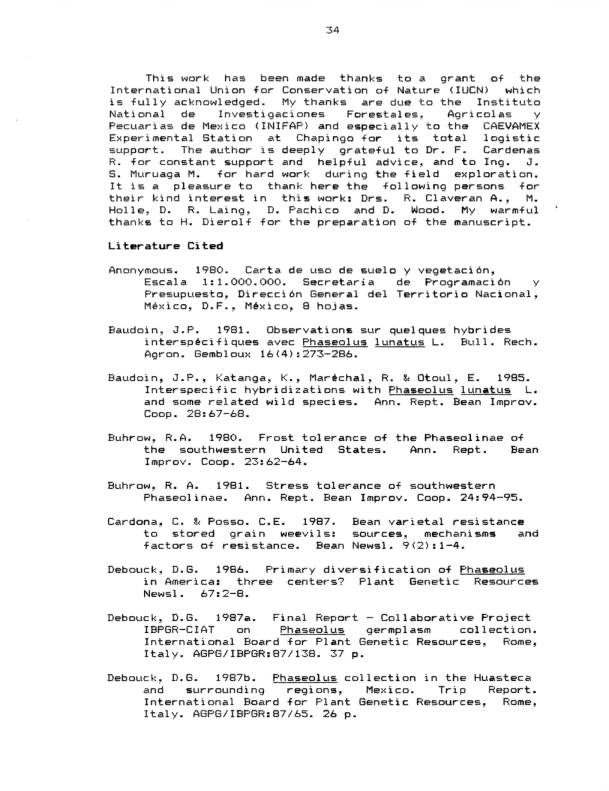 34
This work has been made thanks to a grant of the
International Union for Conservation of Nature (IUCN) which
is fully acknowledged. My thanks are due to the Instituto
National de Investigaciones Forestales, Agricolas y
Pecuarias de Mexico (INIFAP) and especially to the CAEVAMEX
Experimental Station at Chapingo for its total logistic
support. The author is deeply grateful to Dr. F. Cardenas
R. for constant support and helpful advice, and to Ing. J.
S. Muruaga M. for hard work during the field exploration.
It is a pleasure to thank here the following persons for
their kind interest in this work: Drs. R. Claveran A., M.
Holle, D. R. Laing, D. Pachico and D. Wood. My warmful
thanks to H. Dierolf for the preparation of the manuscript.
Literature Cited
Anonymous. 1980. Carta de uso de suelo y vegetación,
Escala 1:1.000.000. Secretaría de Programación y
Presupuesto, Dirección General del Territorio Nacional,
México, D.F., México, 8 hojas.
Baudoin, J.P. 1981. Observations sur quelques hybrides
interspécifiques avec Phaseolus lunatus L. Bull. Rech.
Agron. Gembloux 16(4):273-286.
Baudoin, J.P., Katanga, K., Maréchal, R. & Otoul, E. 1985.
Interspecific hybridizations with Phaseolus lunatus L.
and some related wild species. Ann. Rept. Bean Improv.
Coop. 28:67-68.
Buhrow, R.A. 1980. Frost tolerance of the Phaseolinae of
the southwestern United States. Ann. Rept. Bean
Improv. Coop. 23:62-64.
Buhrow, R. A. 1981. Stress tolerance of southwestern
Phaseolinae. Ann. Rept. Bean Improv. Coop. 24:94-95.
Cardona, C. & Posso. C.E. 1987. Bean varietal resistance
to stored grain weevils: sources, mechanisms and
factors of resistance. Bean Newsl. 9(2):1-4.
Debouck, D.G. 1986. Primary diversification of Phaseolus
in America: three centers? Plant Genetic Resources
Newsl. 67:2-8.
Debouck, D.G. 1987a. Final Report - Collaborative Project
IBPGR-CIAT on Phaseolus germplasm collection.
International Board for Plant Genetic Resources, Rome,
Italy. AGPG/IBPGR:87/138. 37 p.
Debouck, D.G. 1987b. Phaseolus collection in the Huasteca
and surrounding regions, Mexico. Trip Report.
International Board for Plant Genetic Resources, Rome,
Italy. AGPG/IBPGR:87/65. 26 p.